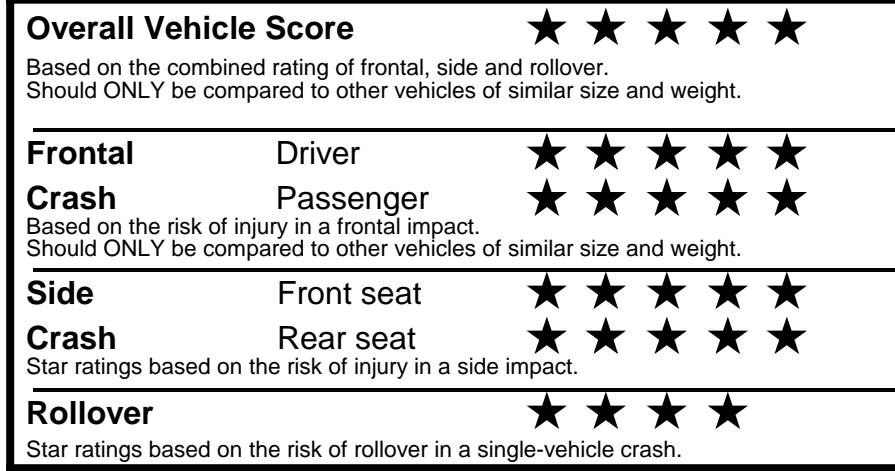 Overall Vehicle Score ★ ★ ★ ★ ★
Based on the combined rating of frontal, side and rollover.
Should ONLY be compared to other vehicles of similar size and weight.
Frontal Driver ★ ★ ★ ★ ★
Crash Passenger ★ ★ ★ ★ ★
Based on the risk of injury in a frontal impact.
Should ONLY be compared to other vehicles of similar size and weight.
Side Front seat ★ ★ ★ ★ ★
Crash Rear seat ★ ★ ★ ★ ★
Star ratings based on the risk of injury in a side impact.
Rollover ★ ★ ★ ★
Star ratings based on the risk of rollover in a single-vehicle crash.